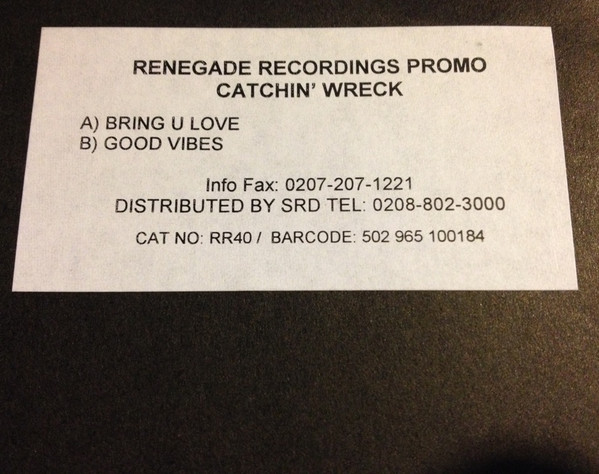 RENEGADE RECORDINGS PROMO
CATCHIN' WRECK
A) BRING U LOVE
B) GOOD VIBES
Info Fax: 0207-207-1221
DISTRIBUTED BY SRD TEL: 0208-802-3000
CAT NO: RR40 / BARCODE: 502 965 100184